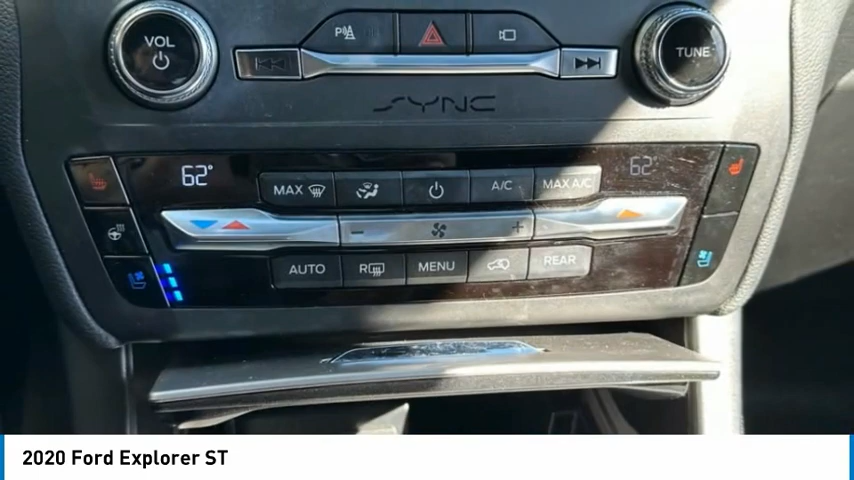 VOL
P
TUNE
SYNC
62°
62°
MAX
A/C
MAX A/C
- +
AUTO
R
MENU
REAR
2020 Ford Explorer ST